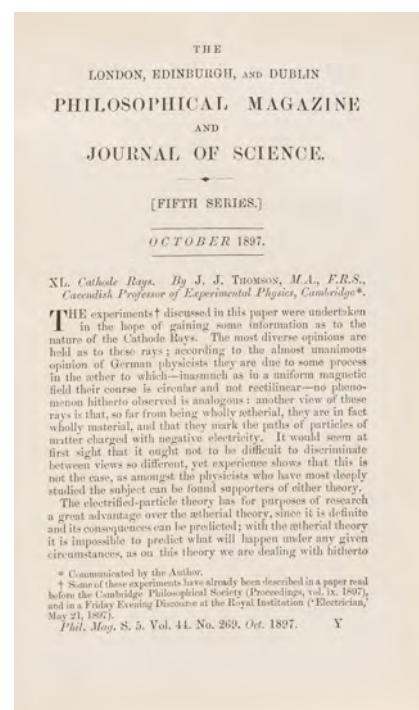 THE
LONDON, EDINBURGH, AND DUBLIN
PHILOSOPHICAL MAGAZINE
AND
JOURNAL OF SCIENCE.
[FIFTH SERIES.]
OCTOBER 1897.
XL. Cathode Rays. By J. J. THOMSON, M.A., F.R.S.,
Cavendish Professor of Experimental Physics, Cambridge*.
THE experiments† discussed in this paper were undertaken
in the hope of gaining some information as to the
nature of the Cathode Rays. The most diverse opinions are
held as to these rays; according to the almost unanimous
opinion of German physicists they are due to some process
in the æther to which—inasmuch as in a uniform magnetic
field their course is circular and not rectilinear—no pheno-
menon hitherto observed is analogous: another view of these
rays is that, so far from being wholly ætherial, they are in fact
wholly material, and that they mark the paths of particles of
matter charged with negative electricity. It would seem at
first sight that it ought not to be difficult to discriminate
between views so different, yet experience shows that this is
not the case, as amongst the physicists who have most deeply
studied the subject can be found supporters of either theory.
The electrified-particle theory has for purposes of research
a great advantage over the ætherial theory, since it is definite
and its consequences can be predicted; with the ætherial theory
it is impossible to predict what will happen under any given
circumstances, as on this theory we are dealing with hitherto
* Communicated by the Author.
† Some of these experiments have already been described in a paper read
before the Cambridge Philosophical Society (Proceedings, vol. ix. 1897),
and in a Friday Evening Discourse at the Royal Institution ('Electrician,'
May 21, 1897).
Phil. Mag. S. 5. Vol. 44. No. 269. Oct. 1897. Y